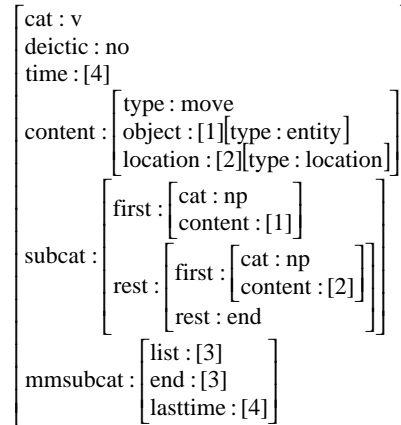 cat : v
deictic : no
time : [4]
content : [type : move
object : [1][type : entity]
location : [2][type : location]]
subcat : [first : [cat : np
content : [1]]
rest : [first : [cat : np
content : [2]]
rest : end]]
mmsubcat : [list : [3]
end : [3]
lasttime : [4]]